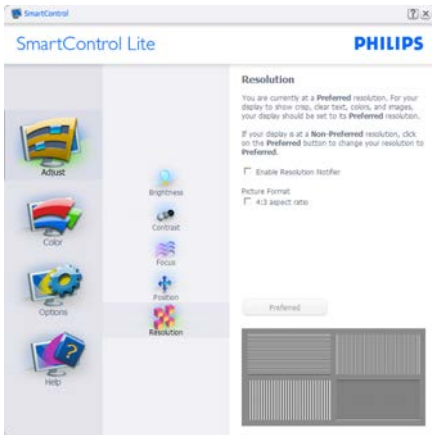 SmartControl
SmartControl Lite
PHILIPS
Adjust
Color
Options
Help
Brightness
Contrast
Focus
Position
Resolution
Resolution
You are currently at a Preferred resolution. For your
display to show crisp, clear text, colors, and images,
your display should be set to its Preferred resolution.
If your display is at a Non-Preferred resolution, click
on the Preferred button to change your resolution to
Preferred.
Enable Resolution Notifier
Picture Format
4:3 aspect ratio
Preferred